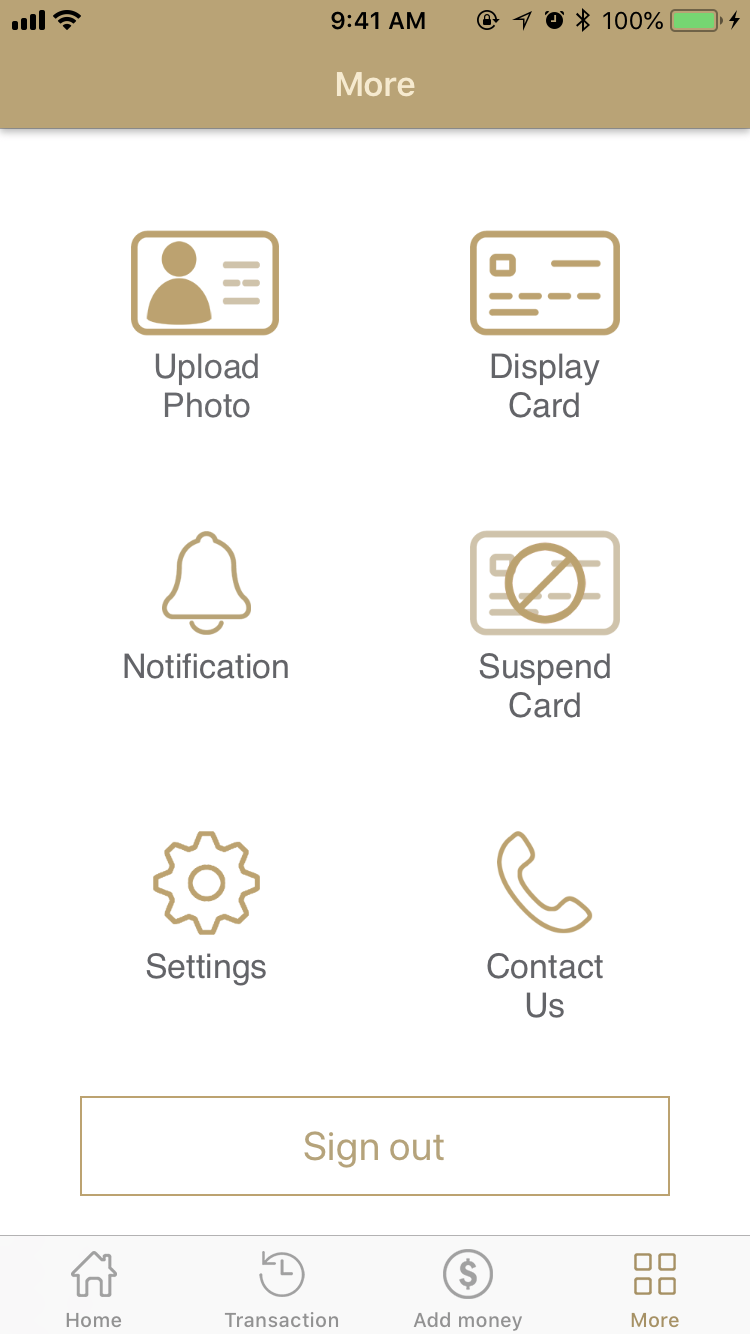 9:41 AM 100%
More
Upload
Photo
Display
Card
Notification
Suspend
Card
Settings
Contact
Us
Sign out
Home Transaction Add money More